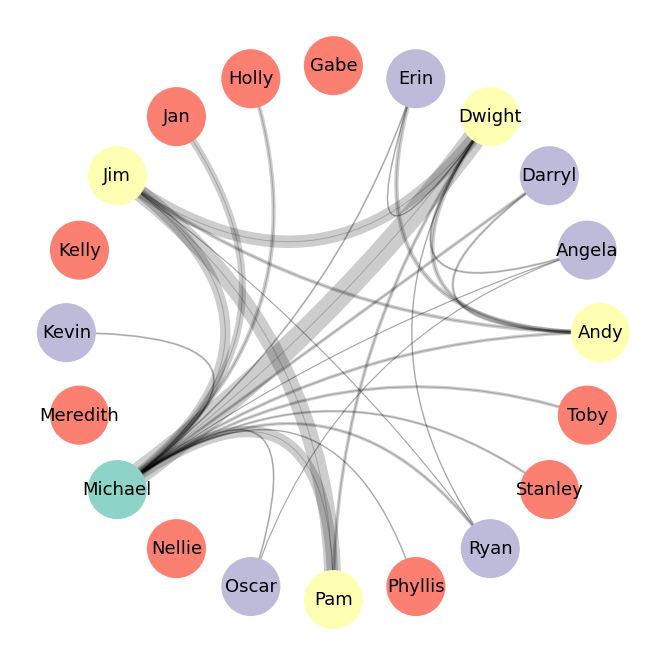 Gabe
Holly
Erin
Jan
Dwight
Jim
Darryl
Kelly
Angela
Kevin
Andy
Meredith
Toby
Michael
Stanley
Nellie
Ryan
Oscar
Phyllis
Pam